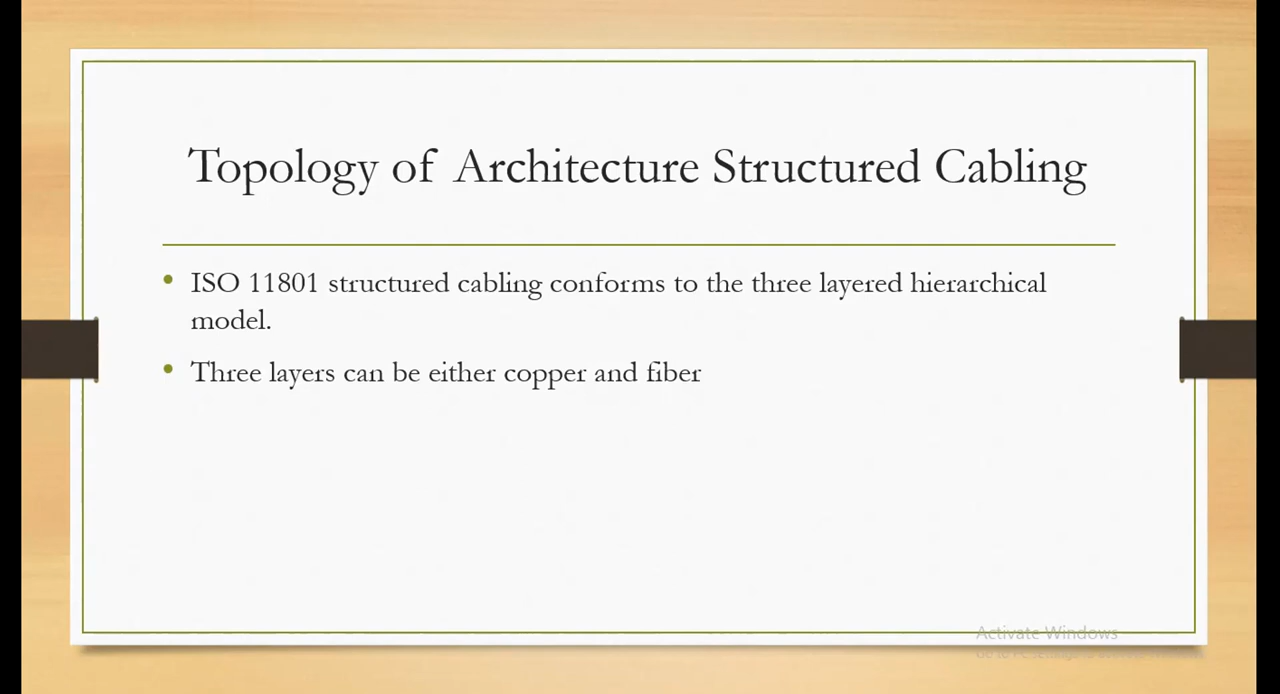 Topology of Architecture Structured Cabling
• ISO 11801 structured cabling conforms to the three layered hierarchical
model.
• Three layers can be either copper and fiber
Activate Windows